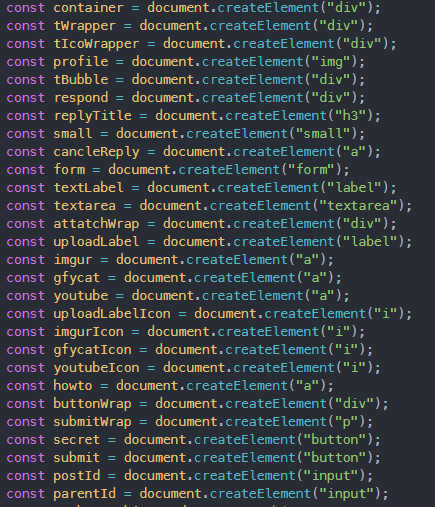 const container = document.createElement("div");
const tWrapper = document.createElement("div");
const tIcoWrapper = document.createElement("div");
const profile = document.createElement("img");
const tBubble = document.createElement("div");
const respond = document.createElement("div");
const replyTitle = document.createElement("h3");
const small = document.createElement("small");
const cancleReply = document.createElement("a");
const form = document.createElement("form");
const textLabel = document.createElement("label");
const textarea = document.createElement("textarea");
const attatchWrap = document.createElement("div");
const uploadLabel = document.createElement("label");
const imgur = document.createElement("a");
const gfycat = document.createElement("a");
const youtube = document.createElement("a");
const uploadLabelIcon = document.createElement("i");
const imgurIcon = document.createElement("i");
const gfycatIcon = document.createElement("i");
const youtubeIcon = document.createElement("i");
const howto = document.createElement("a");
const buttonWrap = document.createElement("div");
const submitWrap = document.createElement("p");
const secret = document.createElement("button");
const submit = document.createElement("button");
const postId = document.createElement("input");
const parentId = document.createElement("input");